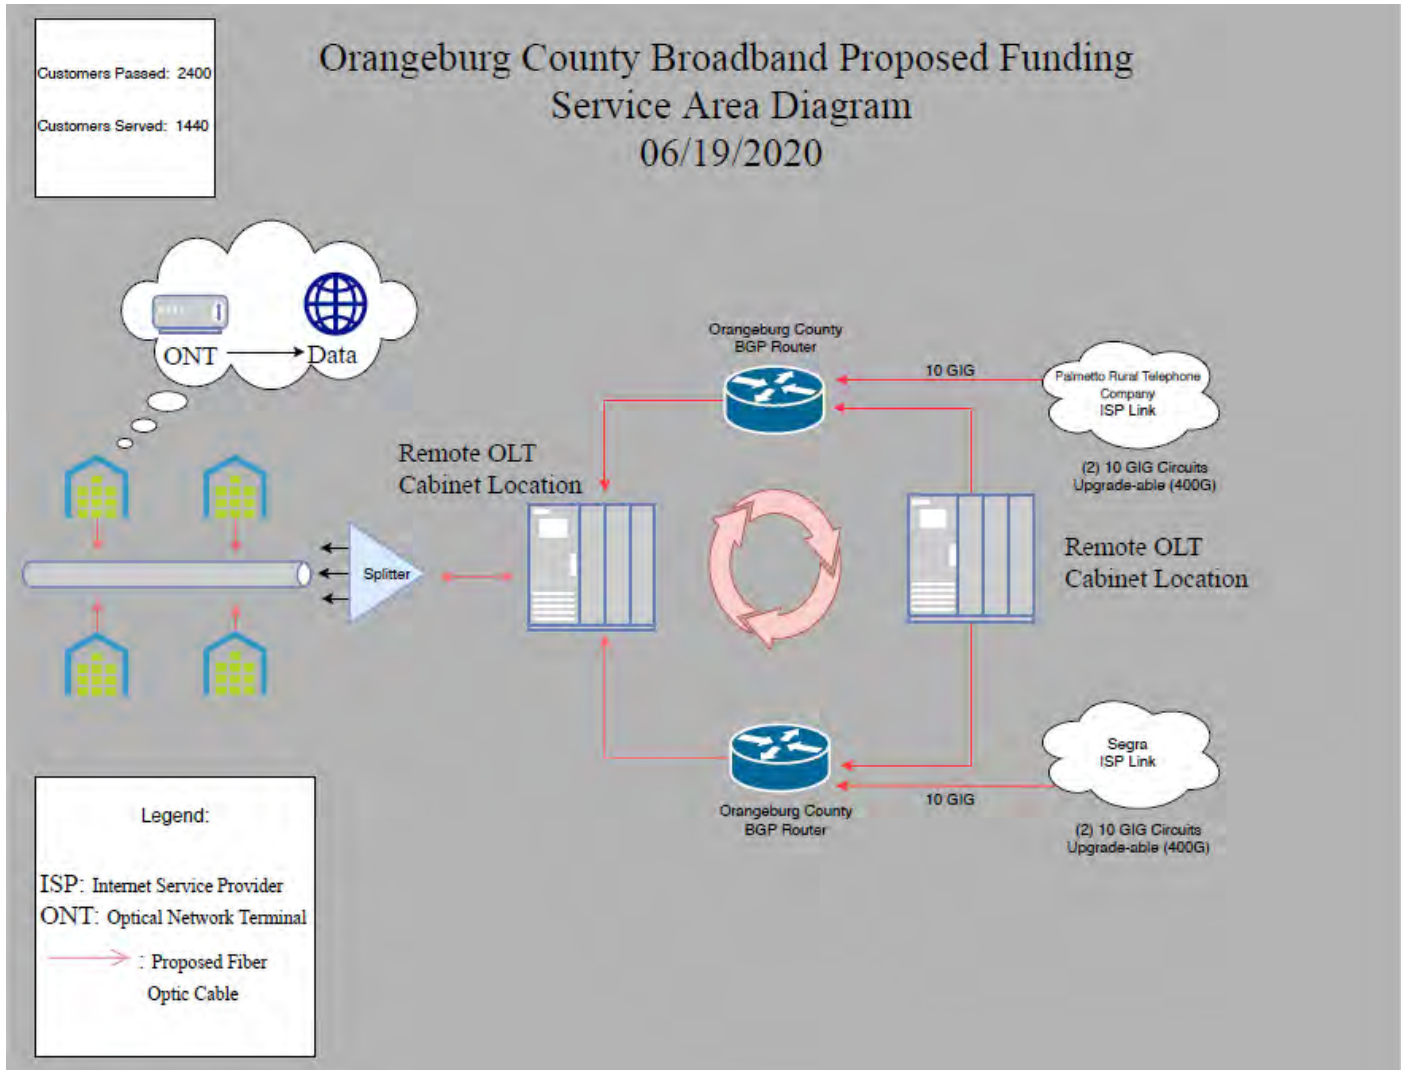 Customers Passed: 2400
Customers Served: 1440
Orangeburg County Broadband Proposed Funding
Service Area Diagram
06/19/2020
ONT
Data
Orangeburg County
BGP Router
10 GIG
Palmetto Rural Telephone
Company
ISP Link
(2) 10 GIG Circuits
Upgrade-able (400G)
Remote OLT
Cabinet Location
Remote OLT
Cabinet Location
Splitter
Segra
ISP Link
10 GIG
Orangeburg County
BGP Router
(2) 10 GIG Circuits
Upgrade-able (400G)
Legend:
ISP: Internet Service Provider
ONT: Optical Network Terminal
: Proposed Fiber
Optic Cable